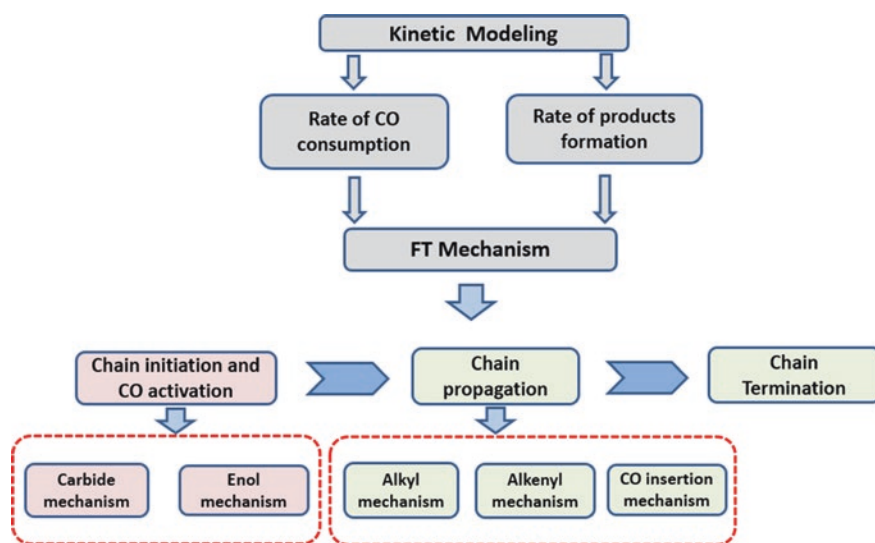 Kinetic Modeling
Rate of CO
consumption
Rate of products
formation
FT Mechanism
Chain initiation and
CO activation
Chain
propagation
Chain
Termination
Carbide
mechanism
Enol
mechanism
Alkyl
mechanism
Alkenyl
mechanism
CO insertion
mechanism